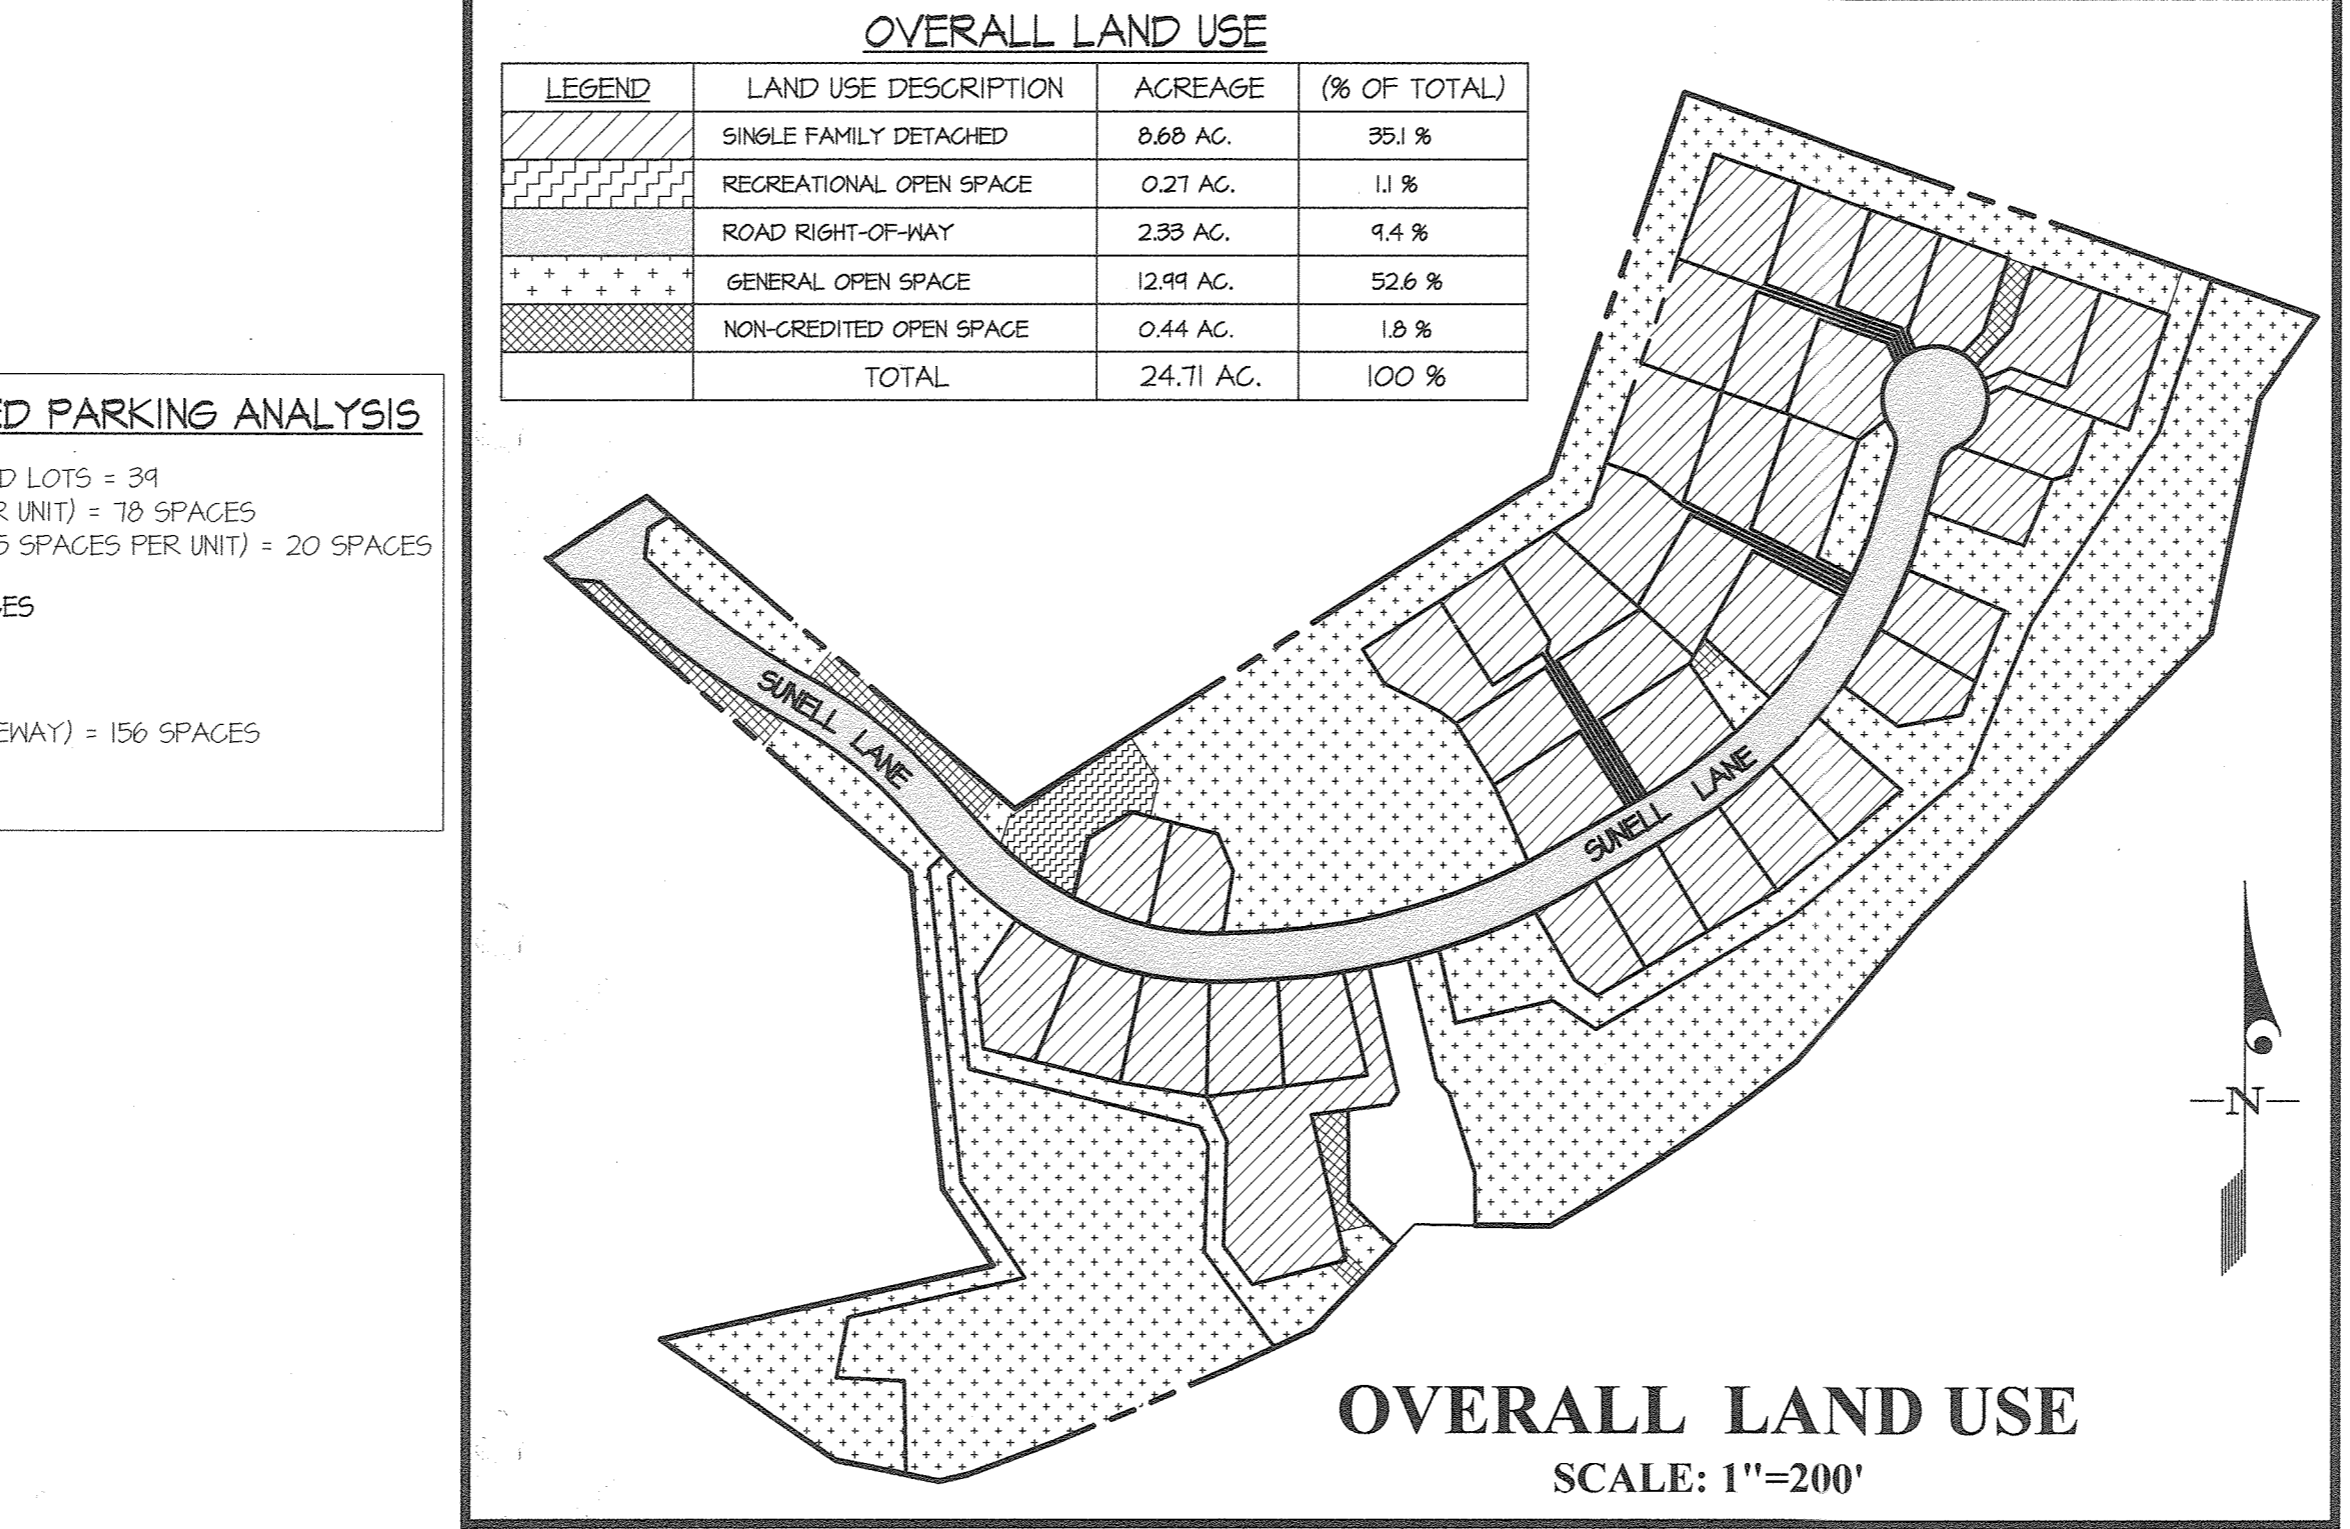 OVERALL LAND USE
LEGEND LAND USE DESCRIPTION ACREAGE (% OF TOTAL)
SINGLE FAMILY DETACHED 8.68 AC. 35.1 %
RECREATIONAL OPEN SPACE 0.27 AC. 1.1 %
ROAD RIGHT-OF-WAY 2.33 AC. 9.4 %
GENERAL OPEN SPACE 12.99 AC. 52.6 %
NON-CREDITED OPEN SPACE 0.44 AC. 1.8 %
TOTAL 24.71 AC. 100 %
ED PARKING ANALYSIS
D LOTS = 39
R UNIT) = 78 SPACES
5 SPACES PER UNIT) = 20 SPACES
ES
EWAY) = 156 SPACES
SUNELL LANE
SUNELL LANE
N
OVERALL LAND USE
SCALE: 1"=200'